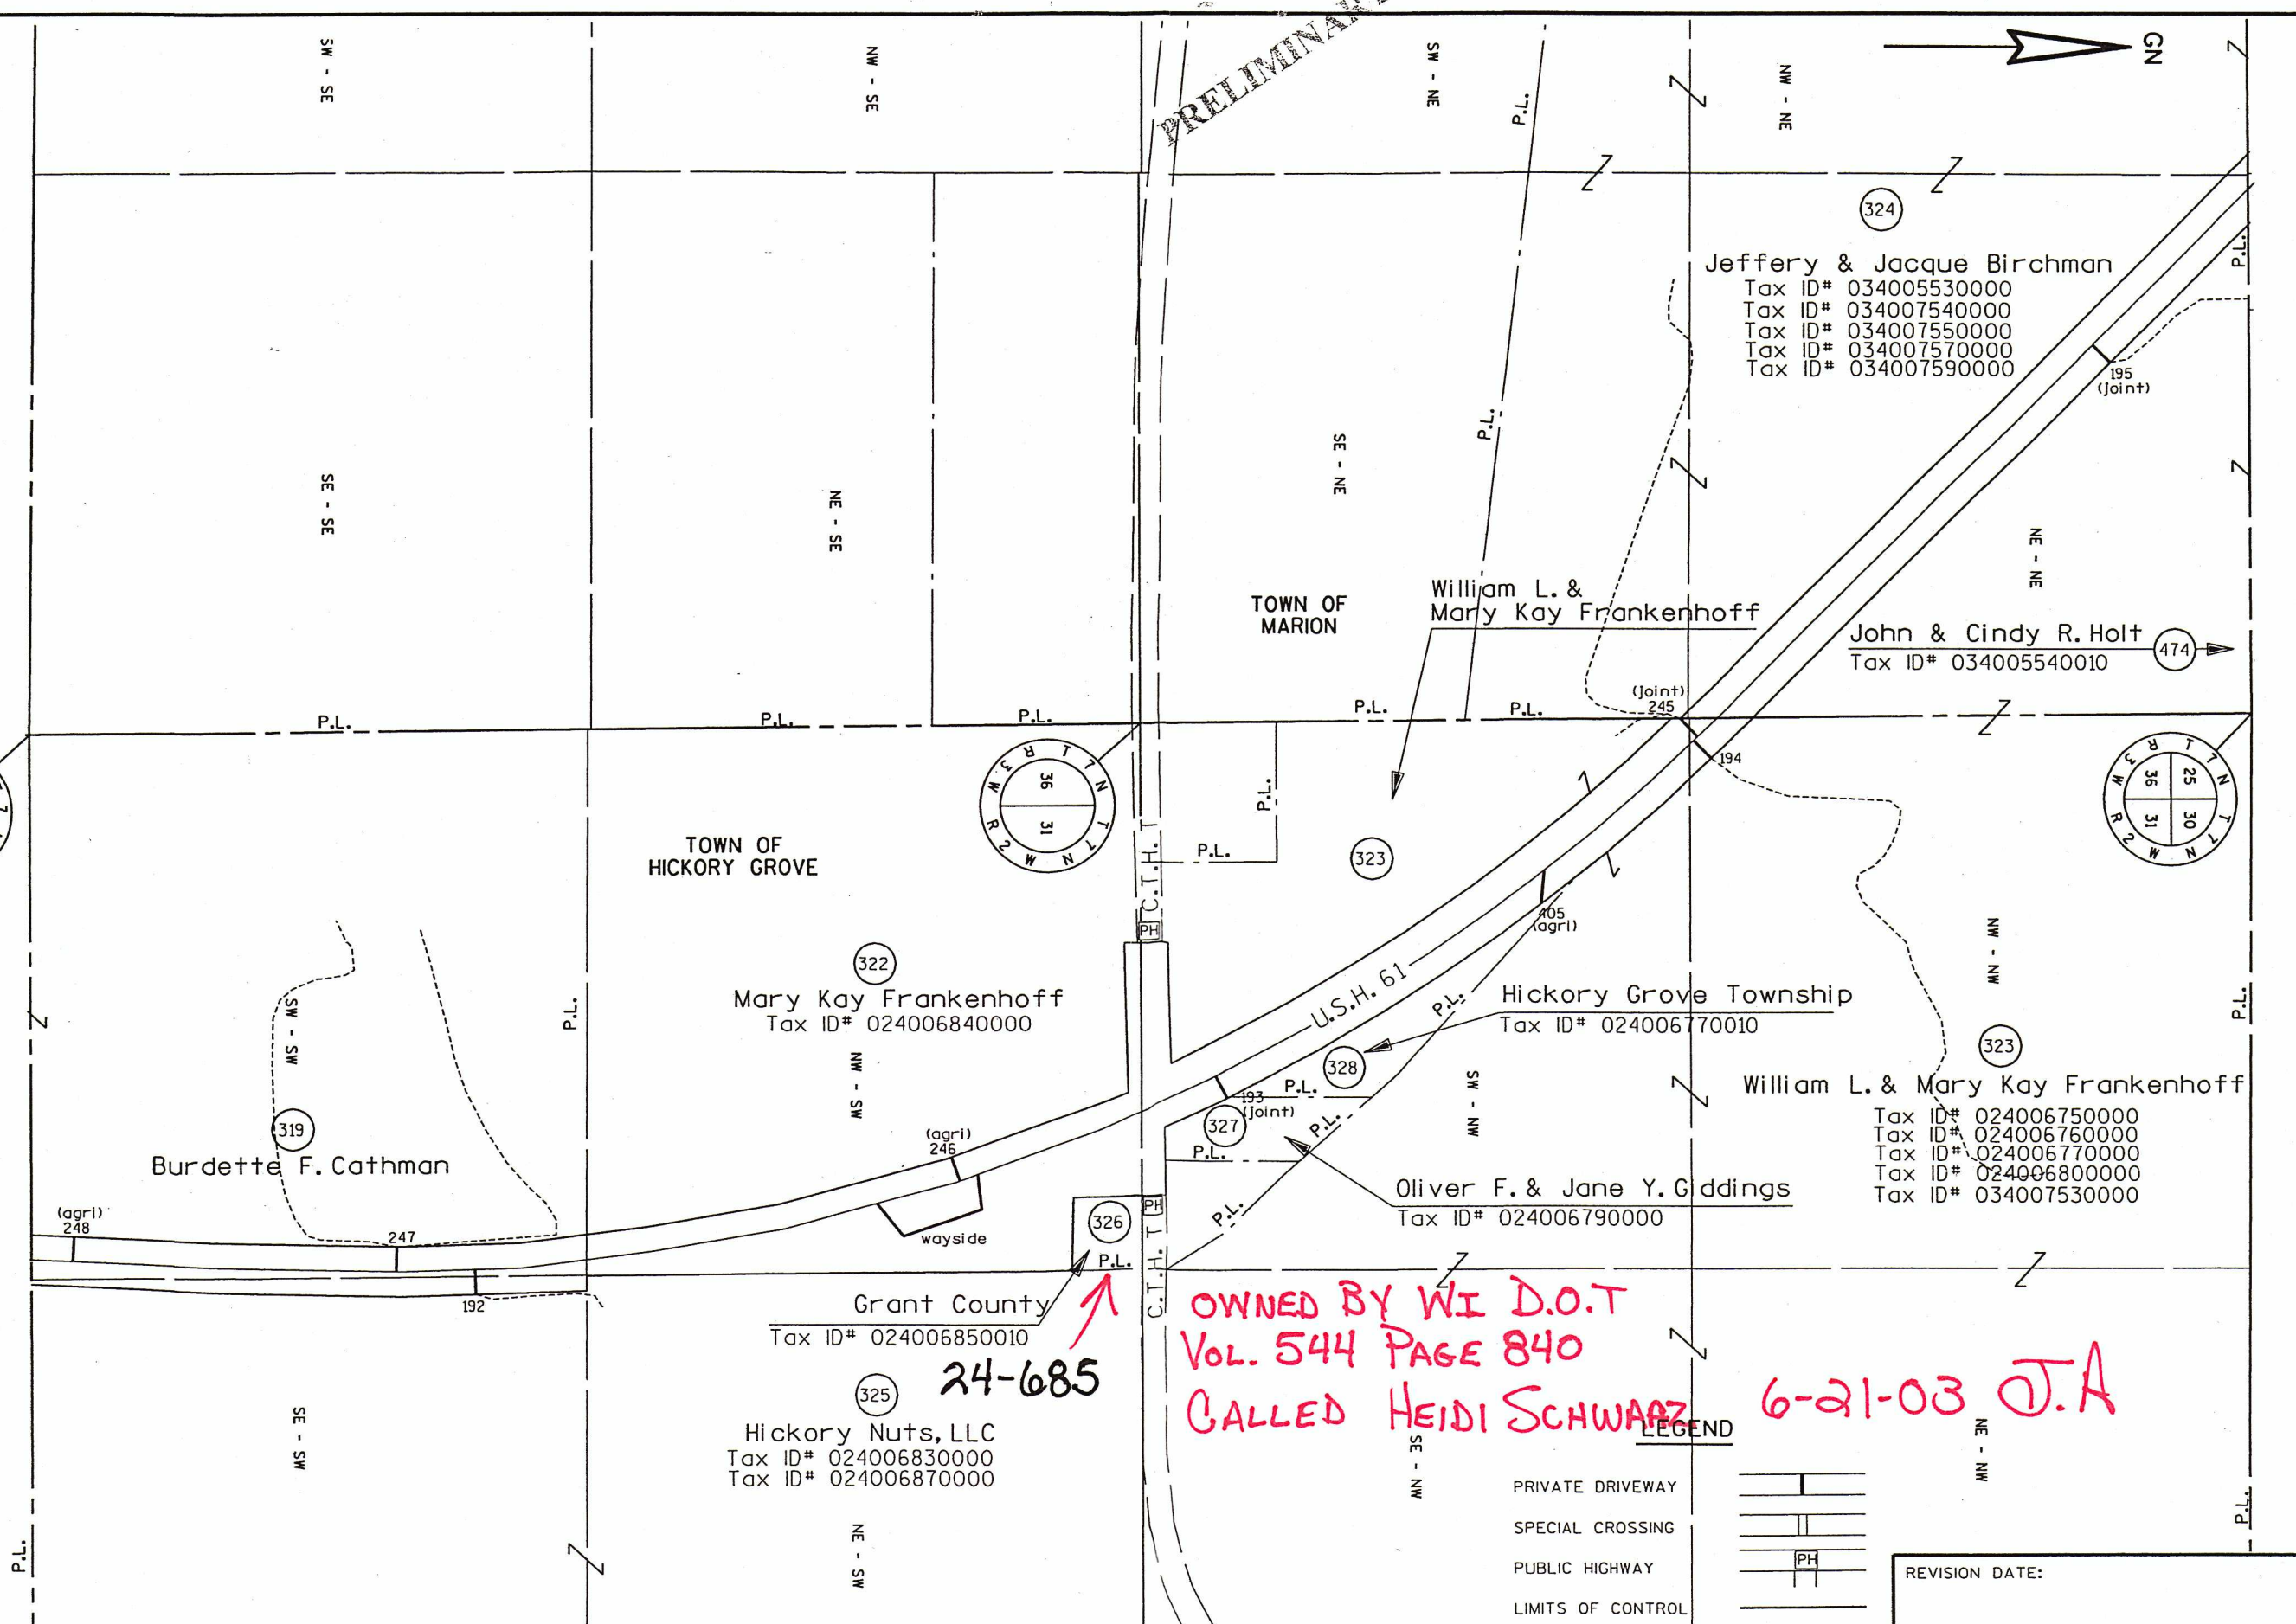 PRELIMINARY
GN
SW - SE
NW - SE
SW - NE
NW - NE
P.L.
324
Jeffery & Jacque Birchman
Tax ID# 034005530000
Tax ID# 034007540000
Tax ID# 034007550000
Tax ID# 034007570000
Tax ID# 034007590000
P.L.
195
(joint)
P.L.
SE - SE
NE - SE
SE - NE
NE - NE
TOWN OF
MARION
William L. &
Mary Kay Frankenhoff
John & Cindy R. Holt
474
Tax ID# 034005540010
P.L.
P.L.
P.L.
P.L.
P.L.
(joint)
245
194
T 7 N
R 3 W
36
31
T 7 N
R 2 W
T 7 N
R 3 W
25
36
30
31
T 7 N
R 2 W
P.L.
P.L.
TOWN OF
HICKORY GROVE
C.T.H. T
PH
323
405
(agri)
322
Mary Kay Frankenhoff
Tax ID# 024006840000
U.S.H. 61
P.L.
Hickory Grove Township
Tax ID# 024006770010
NW - NW
P.L.
SW - SW
P.L.
NW - SW
328
SW - NW
323
William L. & Mary Kay Frankenhoff
Tax ID# 024006750000
Tax ID# 024006760000
Tax ID# 024006770000
Tax ID# 024006800000
Tax ID# 034007530000
319
Burdette F. Cathman
(agri)
246
193
(joint)
P.L.
327
P.L.
P.L.
P.L.
Oliver F. & Jane Y. Giddings
Tax ID# 024006790000
(agri)
248
247
192
wayside
326
PH
P.L.
C.T.H. T
Grant County
Tax ID# 024006850010
24-685
OWNED BY WI D.O.T
VOL. 544 PAGE 840
CALLED HEIDI SCHWARZ
6-21-03 J.A
325
Hickory Nuts, LLC
Tax ID# 024006830000
Tax ID# 024006870000
SE - SW
NE - SW
SE - NW
NE - NW
P.L.
P.L.
LEGEND
PRIVATE DRIVEWAY
SPECIAL CROSSING
PUBLIC HIGHWAY
PH
LIMITS OF CONTROL
REVISION DATE: